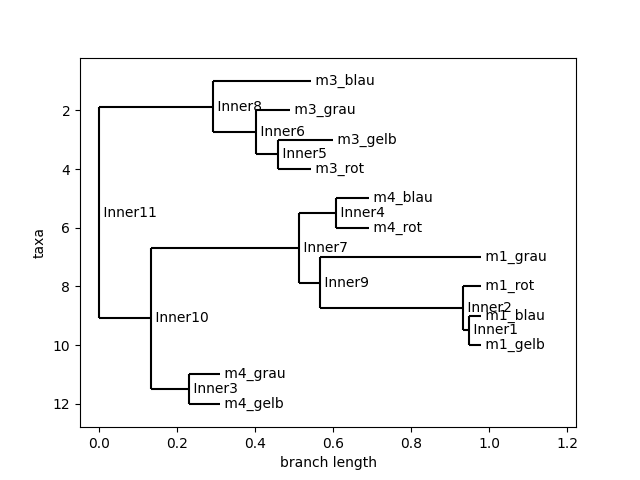 m3_blau
Inner8
m3_grau
2
Inner6
m3_gelb
Inner5
m3_rot
4
m4_blau
Inner4
Inner11
m4_rot
6
taxa
Inner7
m1_grau
8
Inner9
m1_rot
Inner2
m1_blau
Inner10
Inner1
10
m1_gelb
m4_grau
Inner3
12
m4_gelb
0.0 0.2 0.4 0.6 0.8 1.0 1.2
branch length